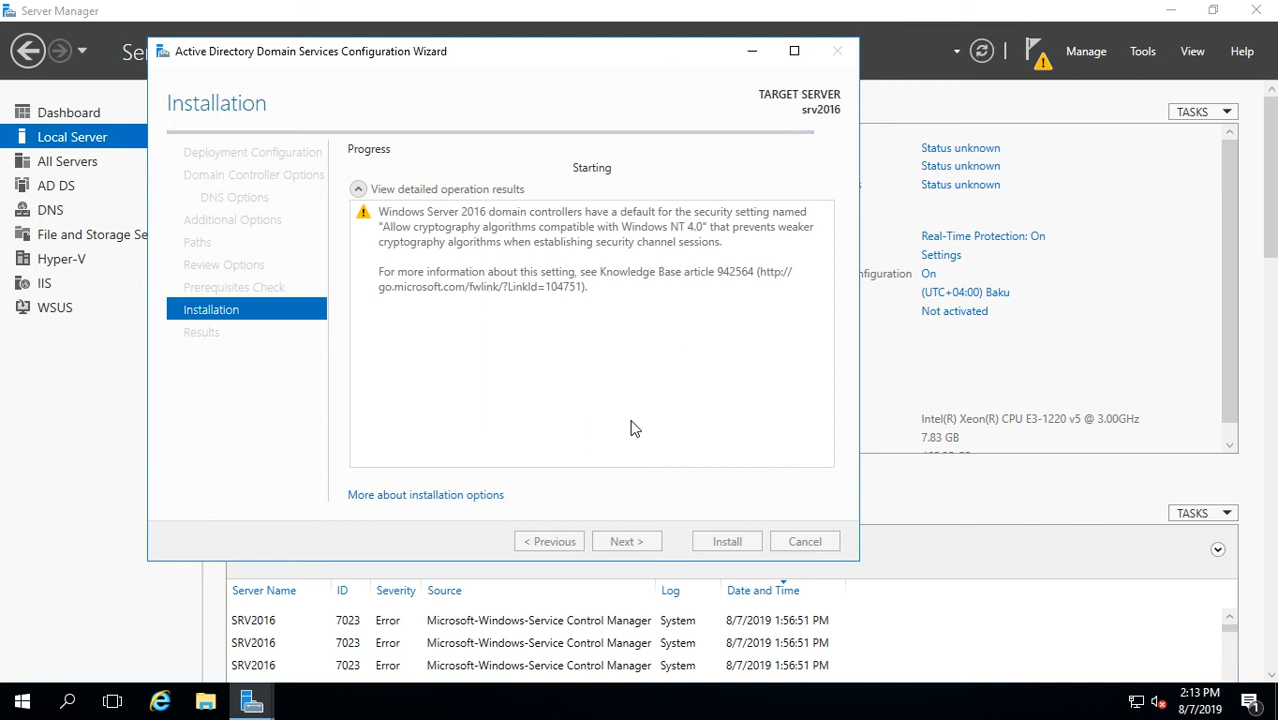 Server Manager
Active Directory Domain Services Configuration Wizard
Manage
Tools
View
Help
Installation
TARGET SERVER
srv2016
Dashboard
Local Server
All Servers
AD DS
DNS
File and Storage Se
Hyper-V
IIS
WSUS
Deployment Configuration
Domain Controller Options
DNS Options
Additional Options
Paths
Review Options
Prerequisites Check
Installation
Results
Progress
Starting
View detailed operation results
Windows Server 2016 domain controllers have a default for the security setting named
"Allow cryptography algorithms compatible with Windows NT 4.0" that prevents weaker
cryptography algorithms when establishing security channel sessions.
For more information about this setting, see Knowledge Base article 942564 (http://
go.microsoft.com/fwlink/?LinkId=104751).
More about installation options
< Previous
Next >
Install
Cancel
TASKS
Status unknown
Status unknown
Status unknown
Real-Time Protection: On
Settings
nfiguration On
(UTC+04:00) Baku
Not activated
Intel(R) Xeon(R) CPU E3-1220 v5 @ 3.00GHz
7.83 GB
TASKS
Server Name ID Severity Source Log Date and Time
SRV2016 7023 Error Microsoft-Windows-Service Control Manager System 8/7/2019 1:56:51 PM
SRV2016 7023 Error Microsoft-Windows-Service Control Manager System 8/7/2019 1:56:51 PM
SRV2016 7023 Error Microsoft-Windows-Service Control Manager System 8/7/2019 1:56:51 PM
2:13 PM
8/7/2019
1